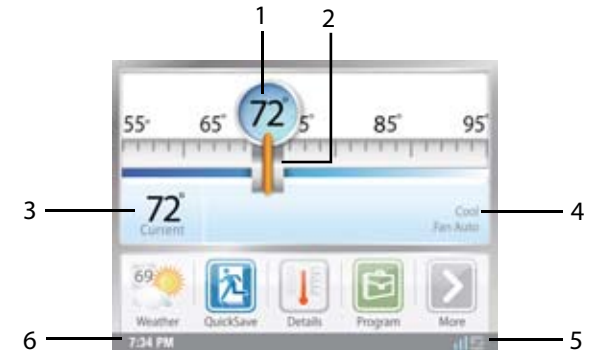 1
2
72°
55° 65° 5° 85° 95°
3
72°
Current
Cool
Fan Auto
4
69°
Weather QuickSave Details Program More
6
7:34 PM
5